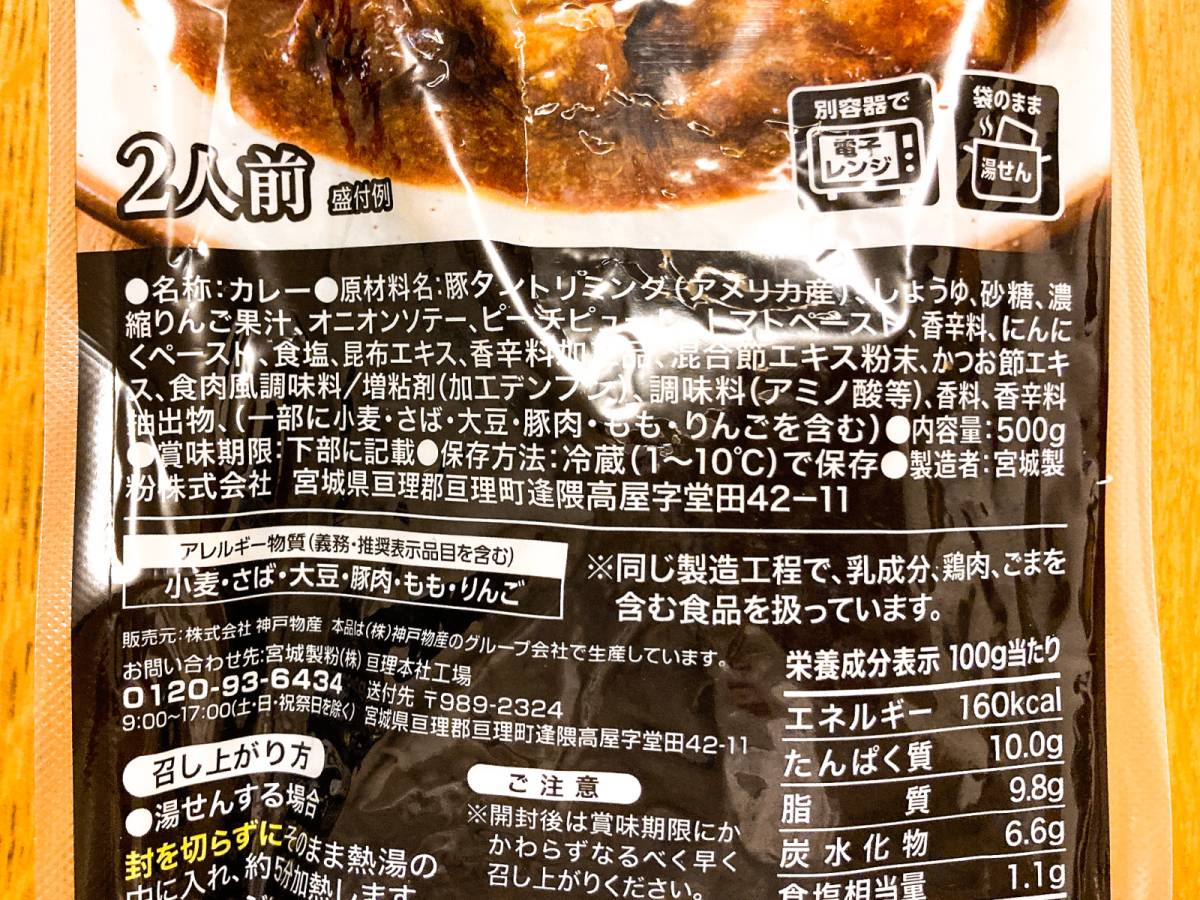 別容器で
電子
レンジ
袋のまま
湯せん
2人前 盛付例
●名称:カレー●原材料名:豚タントリミング(アメリカ産)、しょうゆ、砂糖、濃
縮りんご果汁、オニオンソテー、ピーチピューレ、トマトペースト、香辛料、にんに
くペースト、食塩、昆布エキス、香辛料加工品、混合節エキス粉末、かつお節エキ
ス、食肉風調味料/増粘剤(加工デンプン)、調味料(アミノ酸等)、香料、香辛料
抽出物、(一部に小麦・さば・大豆・豚肉・もも・りんごを含む)●内容量:500g
●賞味期限:下部に記載●保存方法:冷蔵(1~10℃)で保存●製造者:宮城製
粉株式会社 宮城県亘理郡亘理町逢隈高屋字堂田42-11
アレルギー物質(義務・推奨表示品目を含む)
小麦・さば・大豆・豚肉・もも・りんご
※同じ製造工程で、乳成分、鶏肉、ごまを
含む食品を扱っています。
販売元:株式会社 神戸物産 本品は(株)神戸物産のグループ会社で生産しています。
お問い合わせ先:宮城製粉(株) 亘理本社工場
0120-93-6434 送付先 〒989-2324
9:00~17:00(土・日・祝祭日を除く) 宮城県亘理郡亘理町逢隈高屋字堂田42-11
召し上がり方
●湯せんする場合
封を切らずにそのまま熱湯の
中に入れ、約5分加熱します
ご注意
※開封後は賞味期限にか
かわらずなるべく早く
召し上がりください。
栄養成分表示 100g当たり
エネルギー 160kcal
たんぱく質 10.0g
脂質 9.8g
炭水化物 6.6g
食塩相当量 1.1g